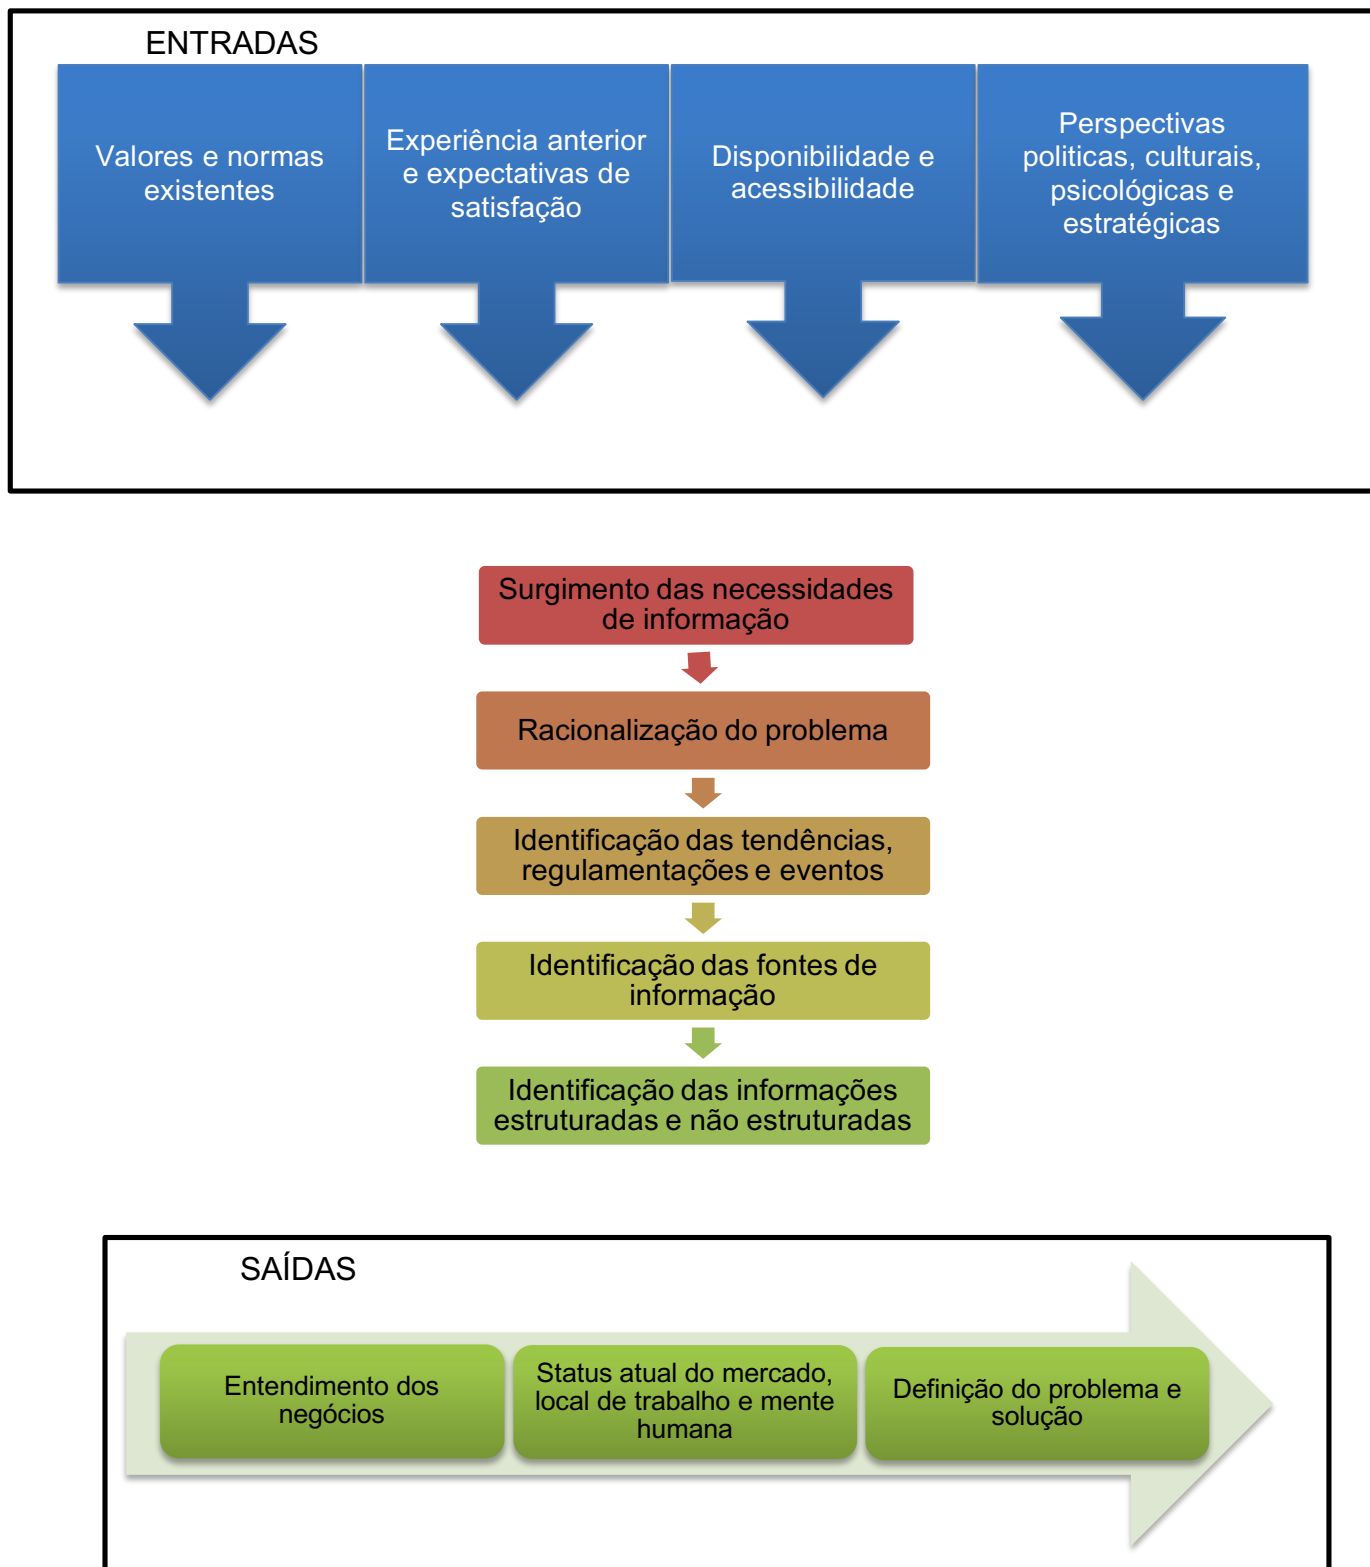 ENTRADAS
Valores e normas
existentes
Experiência anterior
e expectativas de
satisfação
Disponibilidade e
acessibilidade
Perspectivas
politicas, culturais,
psicológicas e
estratégicas
Surgimento das necessidades
de informação
Racionalização do problema
Identificação das tendências,
regulamentações e eventos
Identificação das fontes de
informação
Identificação das informações
estruturadas e não estruturadas
SAÍDAS
Entendimento dos
negócios
Status atual do mercado,
local de trabalho e mente
humana
Definição do problema e
solução